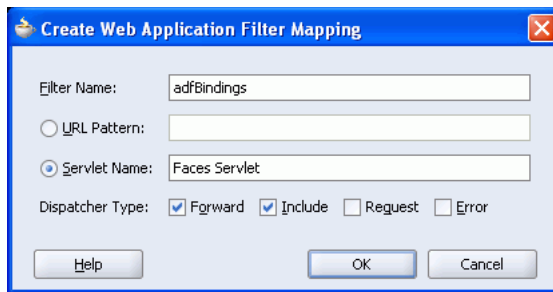 Create Web Application Filter Mapping
Filter Name: adfBindings
URL Pattern:
Servlet Name: Faces Servlet
Dispatcher Type: Forward Include Request Error
Help OK Cancel